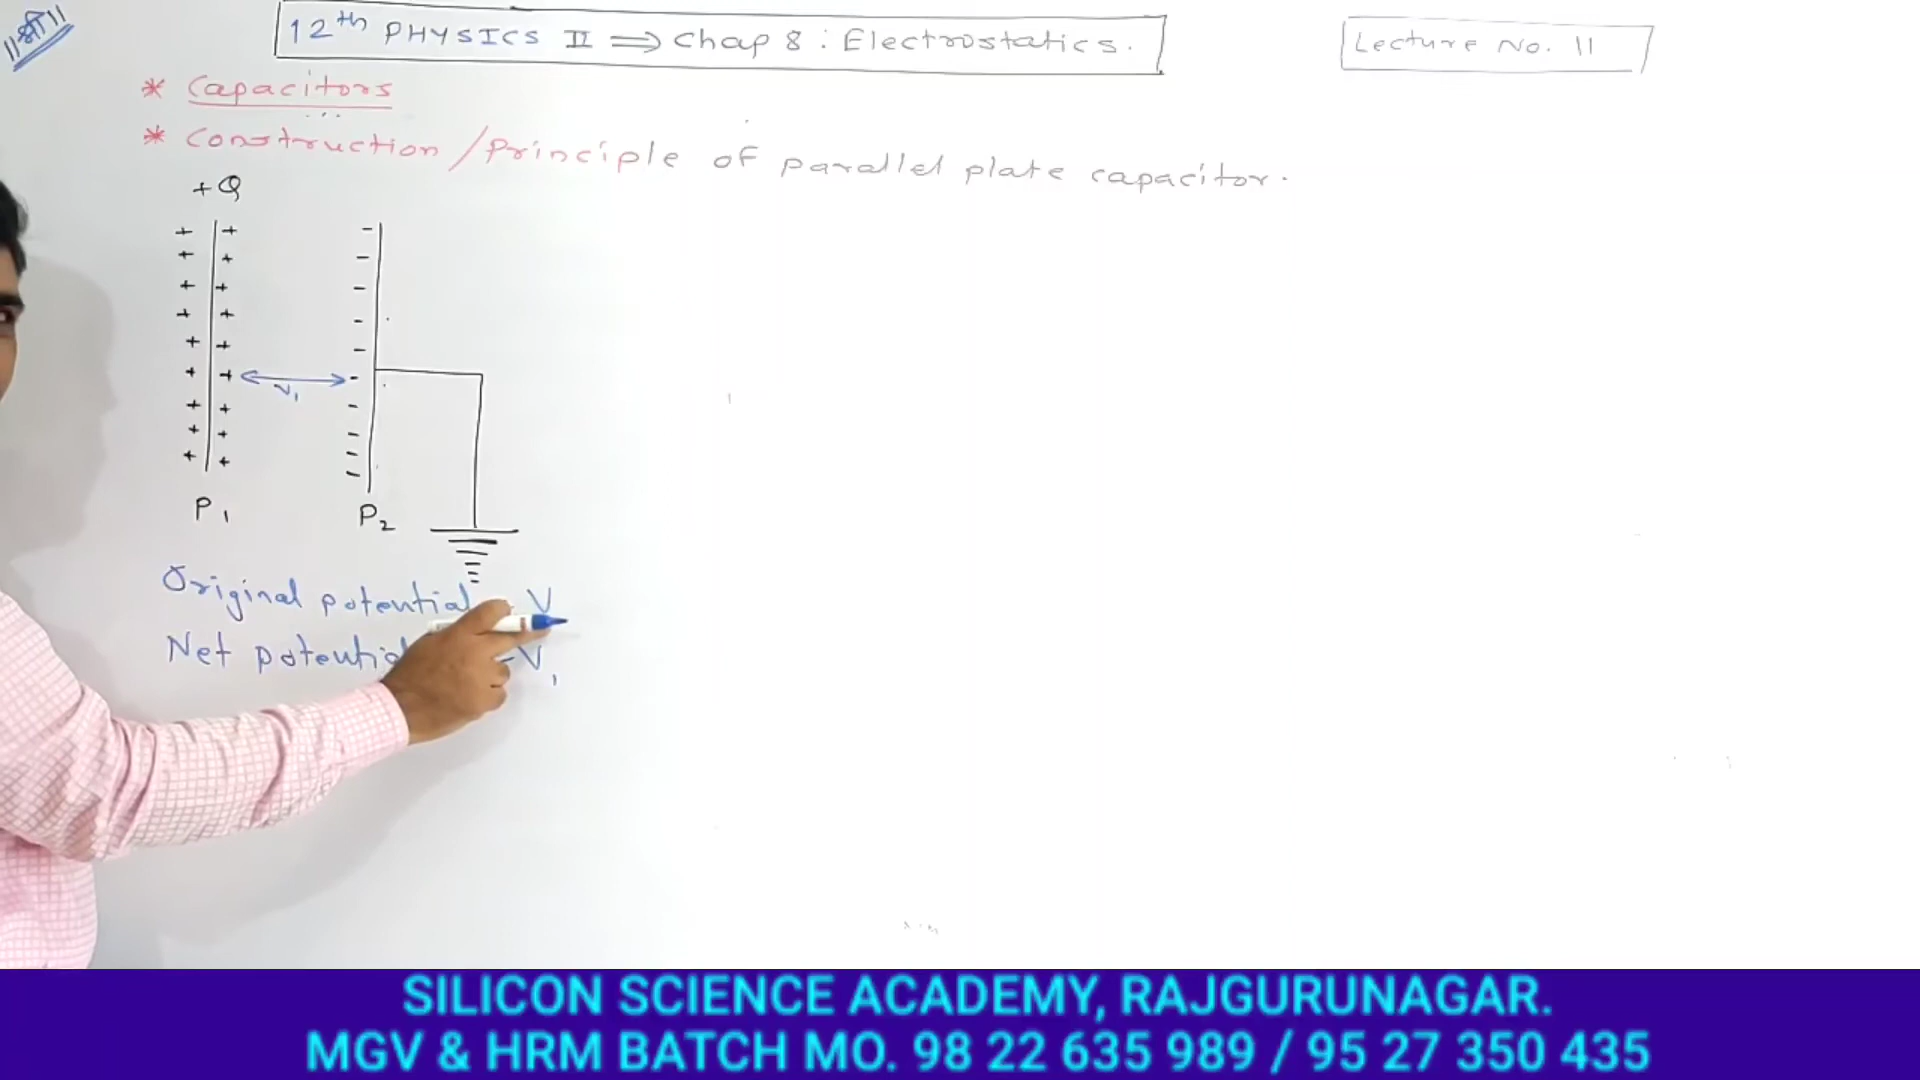 ॥श्री॥
12th PHYSICS II ⇒ Chap 8 : Electrostatics.
Lecture No. 11
* Capacitors
* Construction / Principle of parallel plate capacitor.
+Q
V1
P1 P2
Original potential V
Net potential -V1
SILICON SCIENCE ACADEMY, RAJGURUNAGAR.
MGV & HRM BATCH MO. 98 22 635 989 / 95 27 350 435